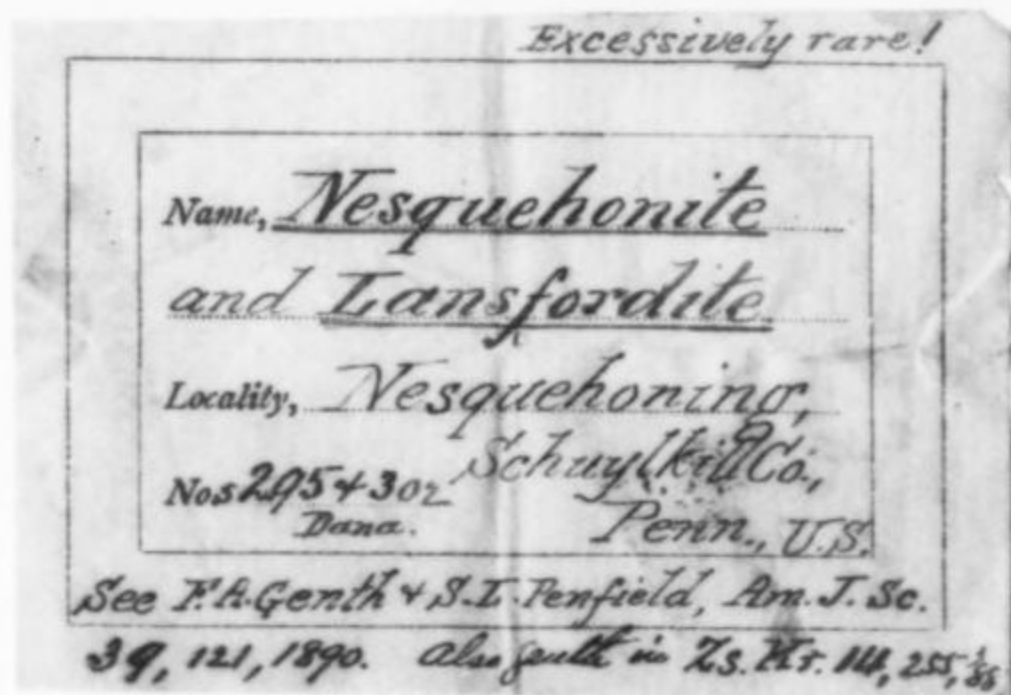 Excessively rare!
Name, Nesquehonite
and Lansfordite
Locality, Nesquehoning,
Schuylkill Co.,
Nos 295 + 302
Dana.
Penn., U.S.
See F.A. Genth + S.L. Penfield, Am. J. Sc.
39, 121, 1890. also Genth in Zs. Kr. 14, 255,